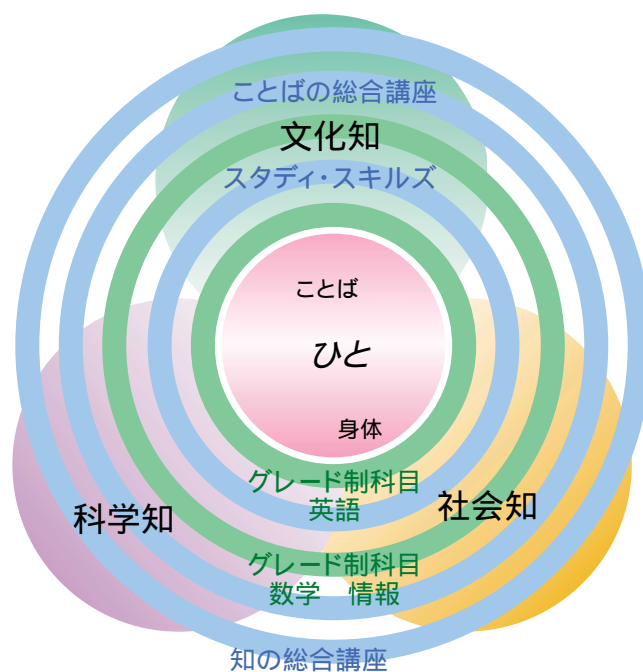 ことばの総合講座
文化知
スタディ・スキルズ
ことば
ひと
身体
グレード制科目
英語
科学知
社会知
グレード制科目
数学 情報
知の総合講座